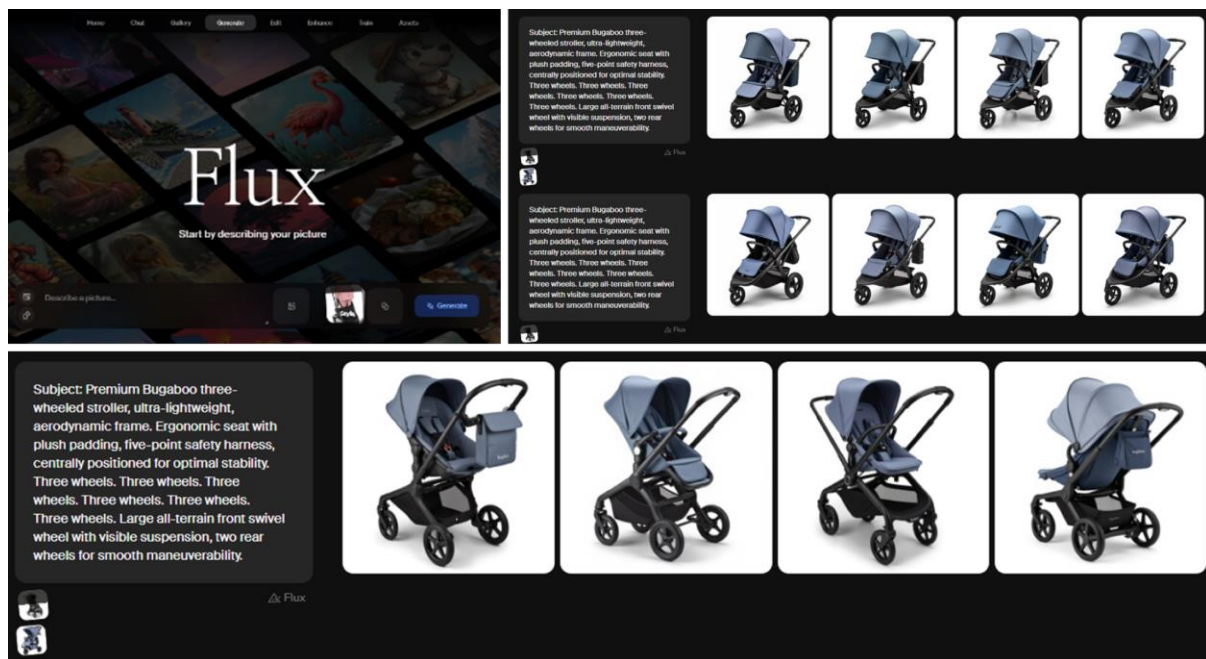 Home Chat Gallery Generate Edit Enhance Train Assets
Flux
Start by describing your picture
Describe a picture...
Generate
Subject: Premium Bugaboo three-
wheeled stroller, ultra-lightweight,
aerodynamic frame. Ergonomic seat with
plush padding, five-point safety harness,
centrally positioned for optimal stability.
Three wheels. Three wheels. Three
wheels. Three wheels. Three wheels.
Three wheels. Large all-terrain front swivel
wheel with visible suspension, two rear
wheels for smooth maneuverability.
Flux
Subject: Premium Bugaboo three-
wheeled stroller, ultra-lightweight,
aerodynamic frame. Ergonomic seat with
plush padding, five-point safety harness,
centrally positioned for optimal stability.
Three wheels. Three wheels. Three
wheels. Three wheels. Three wheels.
Three wheels. Large all-terrain front swivel
wheel with visible suspension, two rear
wheels for smooth maneuverability.
Flux
Subject: Premium Bugaboo three-
wheeled stroller, ultra-lightweight,
aerodynamic frame. Ergonomic seat with
plush padding, five-point safety harness,
centrally positioned for optimal stability.
Three wheels. Three wheels. Three
wheels. Three wheels. Three wheels.
Three wheels. Large all-terrain front swivel
wheel with visible suspension, two rear
wheels for smooth maneuverability.
Flux